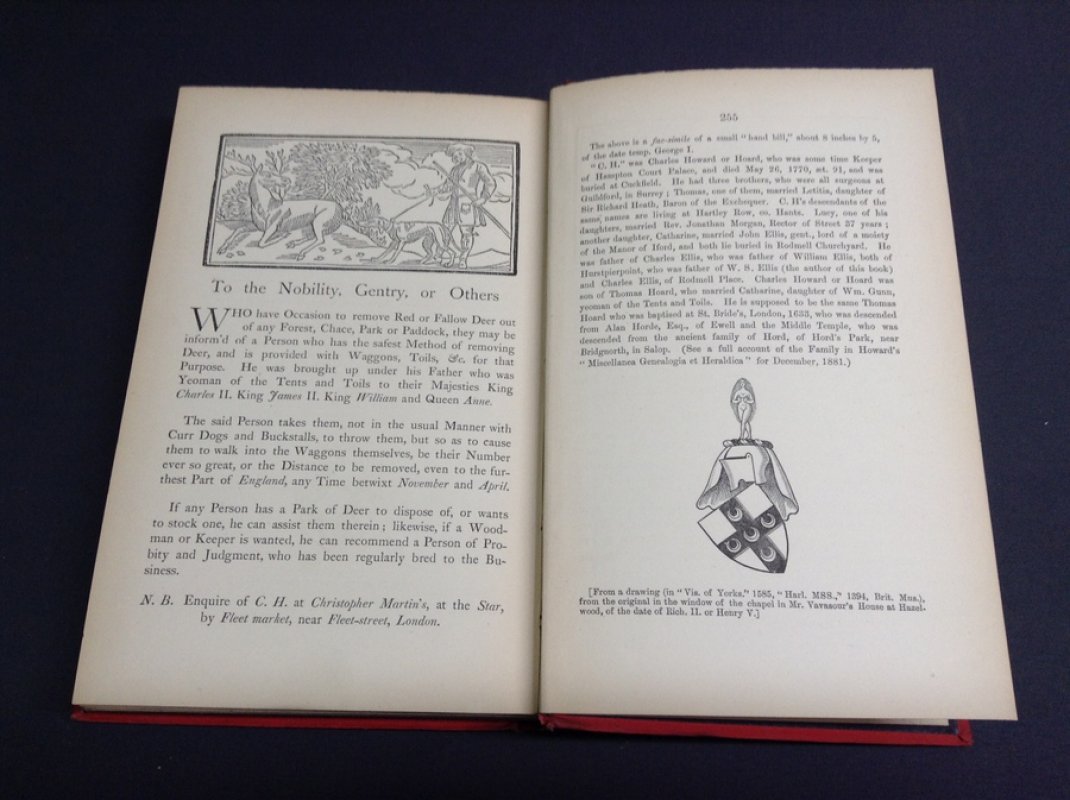 To the Nobility, Gentry, or Others
WHO have Occasion to remove Red or Fallow Deer out
of any Forest, Chace, Park or Paddock, they may be
inform'd of a Person who has the safest Method of removing
Deer, and is provided with Waggons, Toils, &c. for that
Purpose. He was brought up under his Father who was
Yeoman of the Tents and Toils to their Majesties King
Charles II. King James II. King William and Queen Anne.
The said Person takes them, not in the usual Manner with
Curr Dogs and Buckstalls, to throw them, but so as to cause
them to walk into the Waggons themselves, be their Number
ever so great, or the Distance to be removed, even to the fur-
thest Part of England, any Time betwixt November and April.
If any Person has a Park of Deer to dispose of, or wants
to stock one, he can assist them therein; likewise, if a Wood-
man or Keeper is wanted, he can recommend a Person of Pro-
bity and Judgment, who has been regularly bred to the Bu-
siness.
N. B. Enquire of C. H. at Christopher Martin's, at the Star,
by Fleet market, near Fleet-street, London.
255
The above is a fac-simile of a small "hand bill," about 8 inches by 5,
of the date temp. George I.
"C. H." was Charles Howard or Hoard, who was some time Keeper
of Hampton Court Palace, and died May 26, 1770, æt. 91, and was
buried at Cuckfield. He had three brothers, who were all surgeons at
Guildford, in Surrey; Thomas, one of them, married Letitia, daughter of
Sir Richard Heath, Baron of the Exchequer. C. H's descendants of the
same names are living at Hartley Row, co. Hants. Lucy, one of his
daughters, married Rev. Jonathan Morgan, Rector of Street 37 years;
another daughter, Catharine, married John Ellis, gent., lord of a moiety
of the Manor of Iford, and both lie buried in Rodmell Churchyard. He
was father of Charles Ellis, who was father of William Ellis, both of
Hurstpierpoint, who was father of W. S. Ellis (the author of this book)
and Charles Ellis, of Rodmell Place. Charles Howard or Hoard was
son of Thomas Hoard, who married Catharine, daughter of Wm. Gunn,
yeoman of the Tents and Toils. He is supposed to be the same Thomas
Hoard who was baptised at St. Bride's, London, 1633, who was descended
from Alan Horde, Esq., of Ewell and the Middle Temple, who was
descended from the ancient family of Hord, of Hord's Park, near
Bridgnorth, in Salop. (See a full account of the Family in Howard's
"Miscellanea Genealogia et Heraldica" for December, 1881.)
[From a drawing (in "Vis. of Yorks." 1585, "Harl. MSS.," 1394, Brit. Mus.),
from the original in the window of the chapel in Mr. Vavasour's House at Hazel-
wood, of the date of Rich. II. or Henry V.]